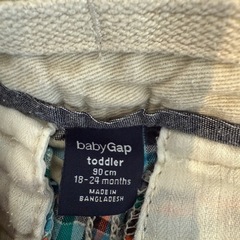 babyGap
toddler
90 cm
18-24 months
MADE IN
BANGLADESH